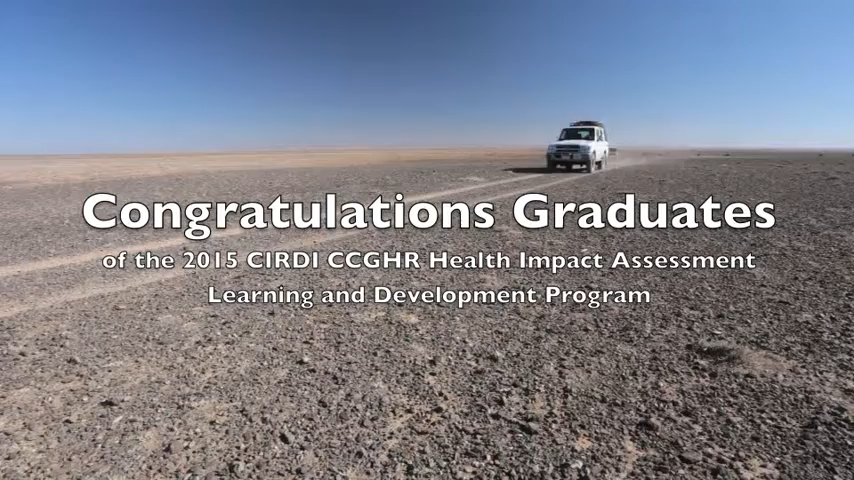 Congratulations Graduates
of the 2015 CIRDI CCGHR Health Impact Assessment
Learning and Development Program